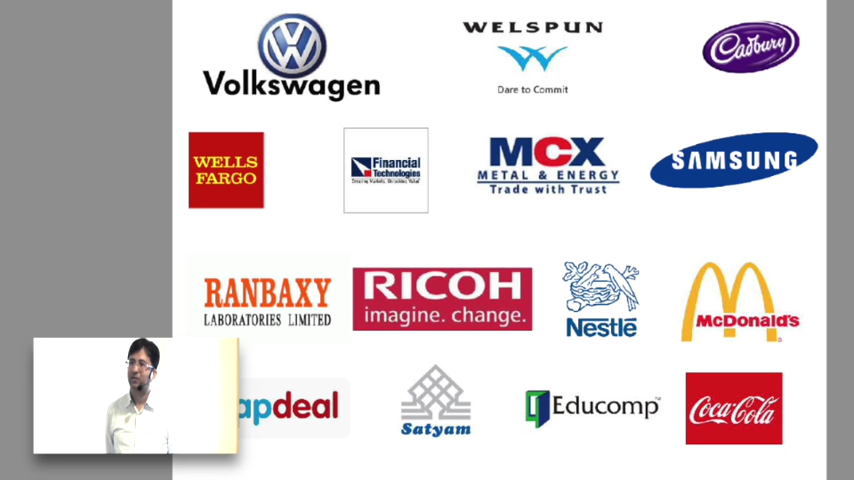 Volkswagen
WELSPUN
Dare to Commit
Cadbury
WELLS
FARGO
Financial
Technologies
MCX
METAL & ENERGY
Trade with Trust
SAMSUNG
RANBAXY
LABORATORIES LIMITED
RICOH
imagine. change.
Nestlé
McDonald's
apdeal
Satyam
Educomp™
Coca-Cola